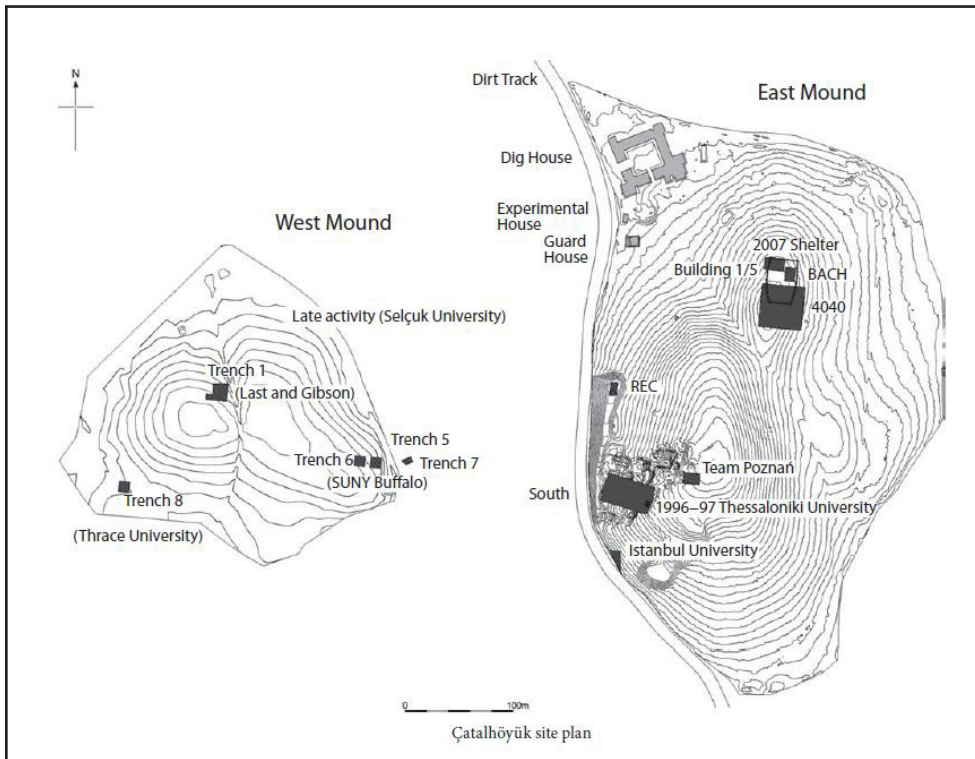 N
Dirt Track
East Mound
Dig House
Experimental
House
Guard
House
2007 Shelter
Building 1/5
BACH
4040
West Mound
Late activity (Selçuk University)
Trench 1
(Last and Gibson)
REC
Trench 5
Trench 6
Trench 7
(SUNY Buffalo)
Trench 8
(Thrace University)
Team Poznań
South
1996–97 Thessaloniki University
Istanbul University
0
100m
Çatalhöyük site plan